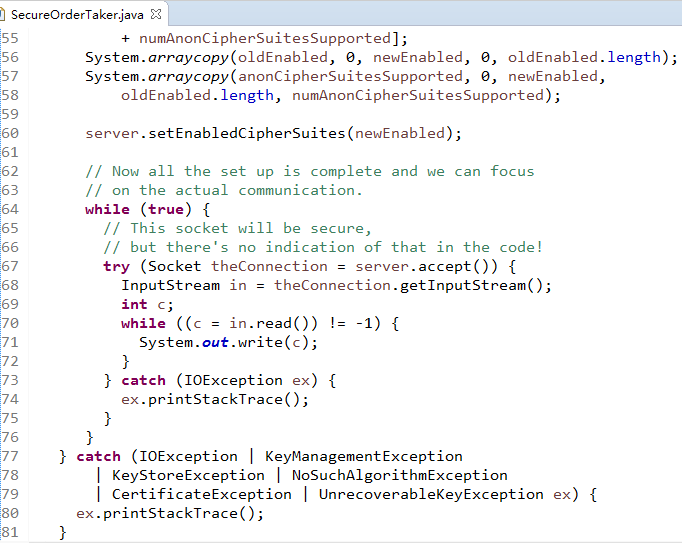 SecureOrderTaker.java
55 + numAnonCipherSuitesSupported];
56 System.arraycopy(oldEnabled, 0, newEnabled, 0, oldEnabled.length);
57 System.arraycopy(anonCipherSuitesSupported, 0, newEnabled,
58 oldEnabled.length, numAnonCipherSuitesSupported);
59
60 server.setEnabledCipherSuites(newEnabled);
61
62 // Now all the set up is complete and we can focus
63 // on the actual communication.
64 while (true) {
65 // This socket will be secure,
66 // but there's no indication of that in the code!
67 try (Socket theConnection = server.accept()) {
68 InputStream in = theConnection.getInputStream();
69 int c;
70 while ((c = in.read()) != -1) {
71 System.out.write(c);
72 }
73 } catch (IOException ex) {
74 ex.printStackTrace();
75 }
76 }
77 } catch (IOException | KeyManagementException
78 | KeyStoreException | NoSuchAlgorithmException
79 | CertificateException | UnrecoverableKeyException ex) {
80 ex.printStackTrace();
81 }